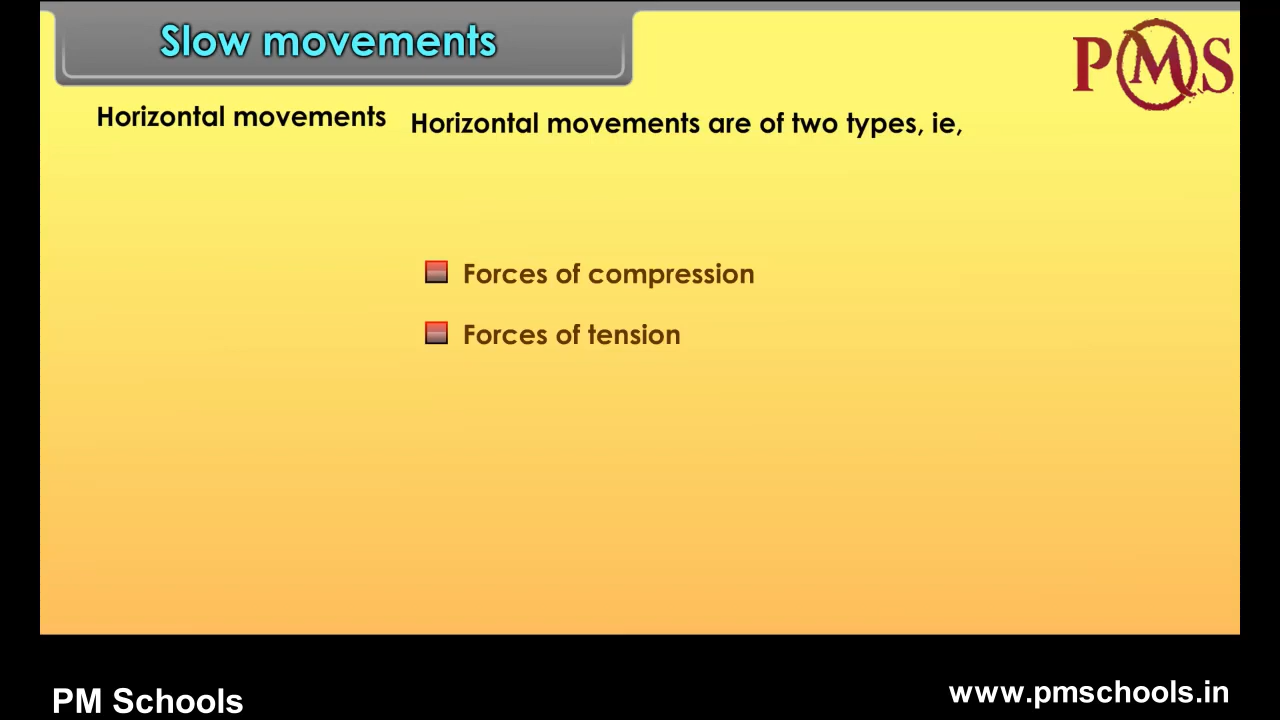 Slow movements
PMS
Horizontal movements
Horizontal movements are of two types, ie,
Forces of compression
Forces of tension
PM Schools
www.pmschools.in